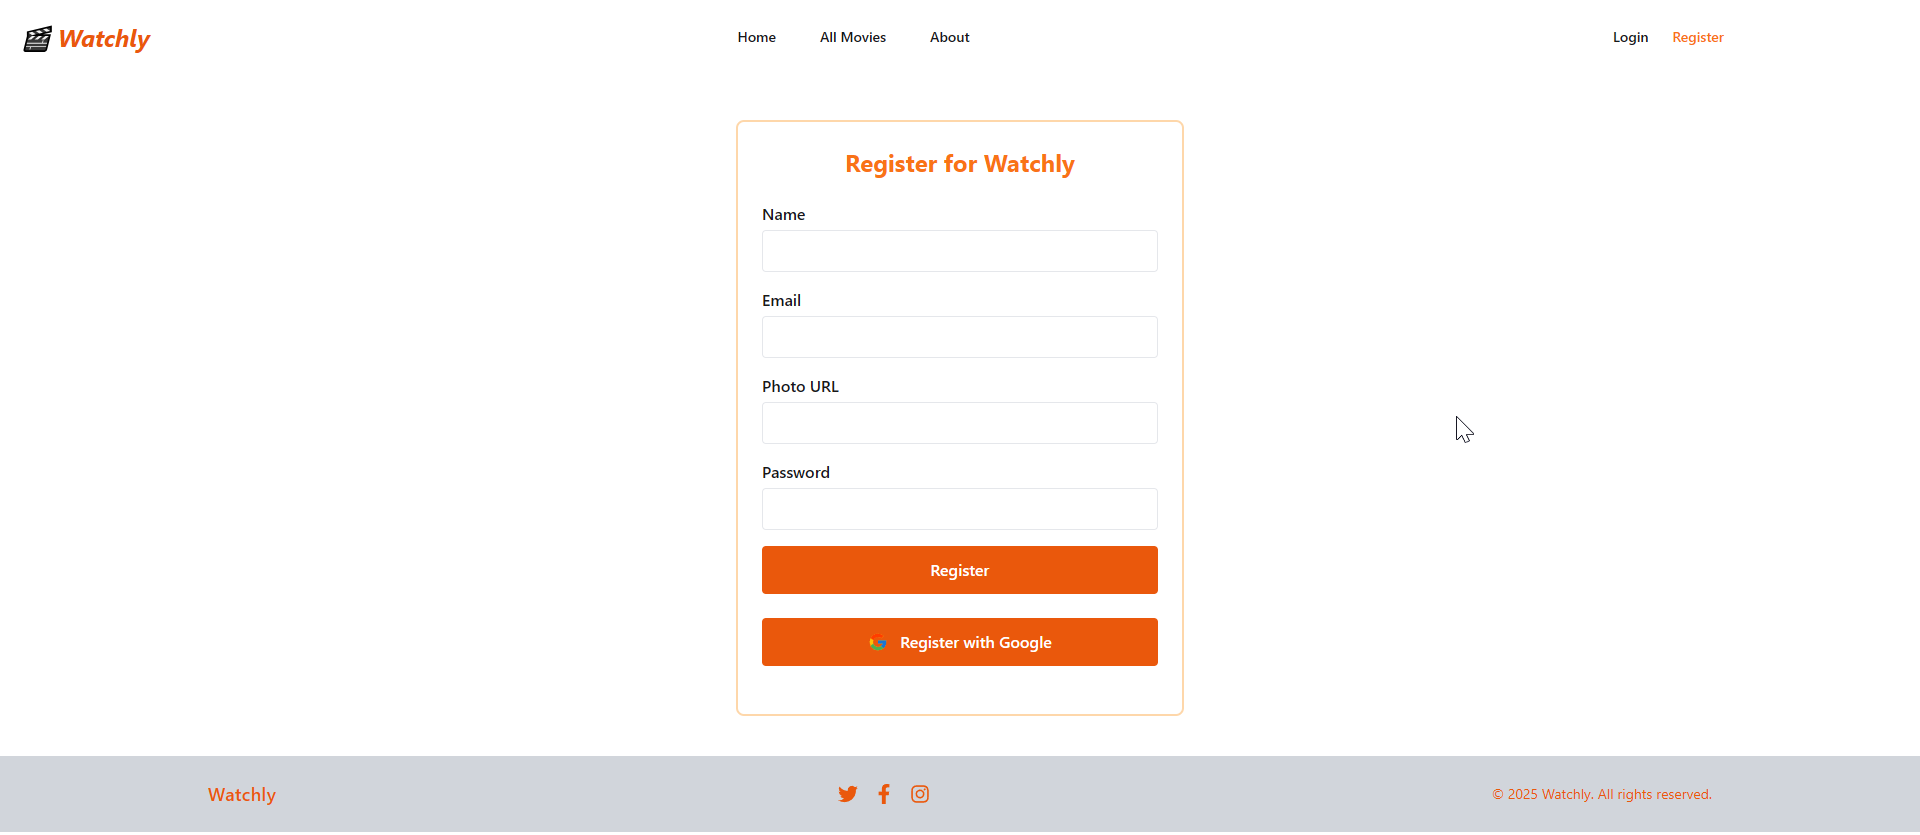 Watchly
Home All Movies About
Login Register
Register for Watchly
Name
Email
Photo URL
Password
Register
Register with Google
Watchly
© 2025 Watchly. All rights reserved.